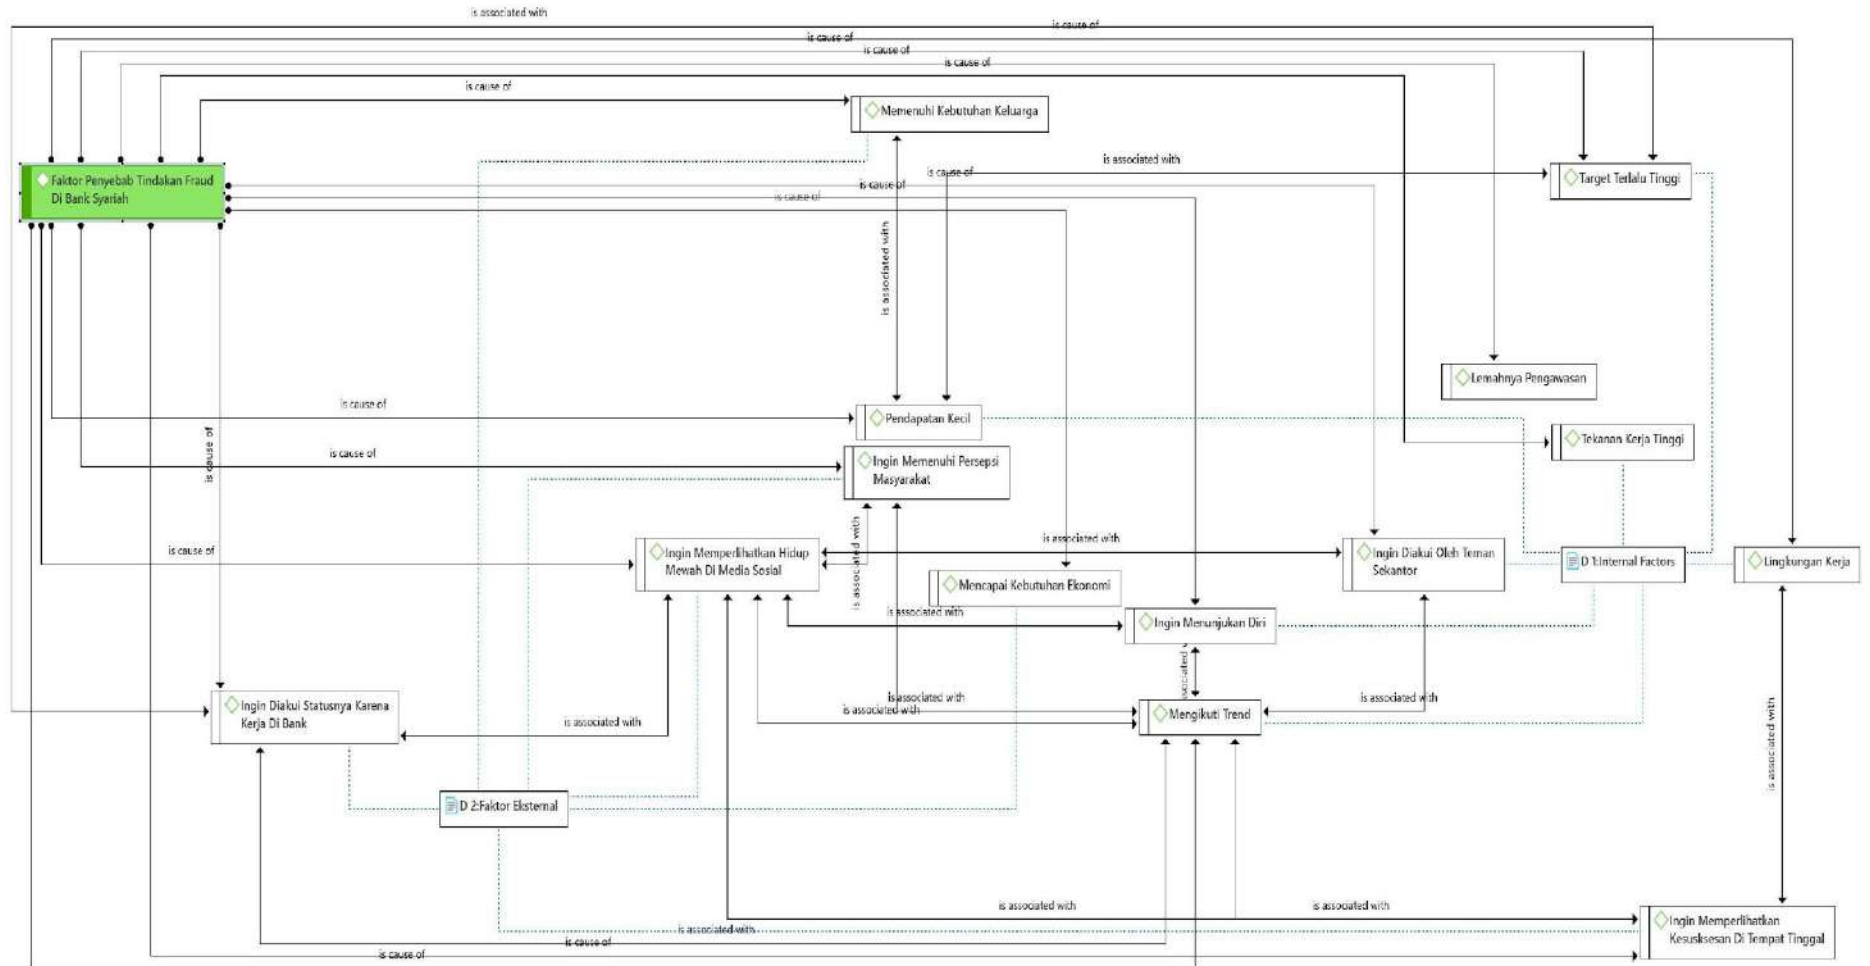 is associated with
is cause of
is cause of
is cause of
is cause of
is cause of
Memenuhi Kebutuhan Keluarga
is associated with
Faktor Penyebab Tindakan Fraud
Di Bank Syariah
is cause of
is cause of
is cause of
Target Terlalu Tinggi
is associated with
Lemahnya Pengawasan
is cause of
Pendapatan Kecil
is cause of
Tekanan Kerja Tinggi
is cause of
Ingin Memenuhi Persepsi
Masyarakat
is associated with
is associated with
is cause of
Ingin Memperlihatkan Hidup
Mewah Di Media Sosial
Ingin Diakui Oleh Teman
Sekantor
D 1:Internal Factors
Lingkungan Kerja
Mencapai Kebutuhan Ekonomi
is associated with
Ingin Menunjukan Diri
sociated w
Ingin Diakui Statusnya Karena
Kerja Di Bank
is associated with
is associated with
is associated with
is associated with
Mengikuti Trend
is associated with
D 2:Faktor Eksternal
is associated with
is associated with
Ingin Memperlihatkan
Kesusksesan Di Tempat Tinggal
is associated with
is cause of
is cause of